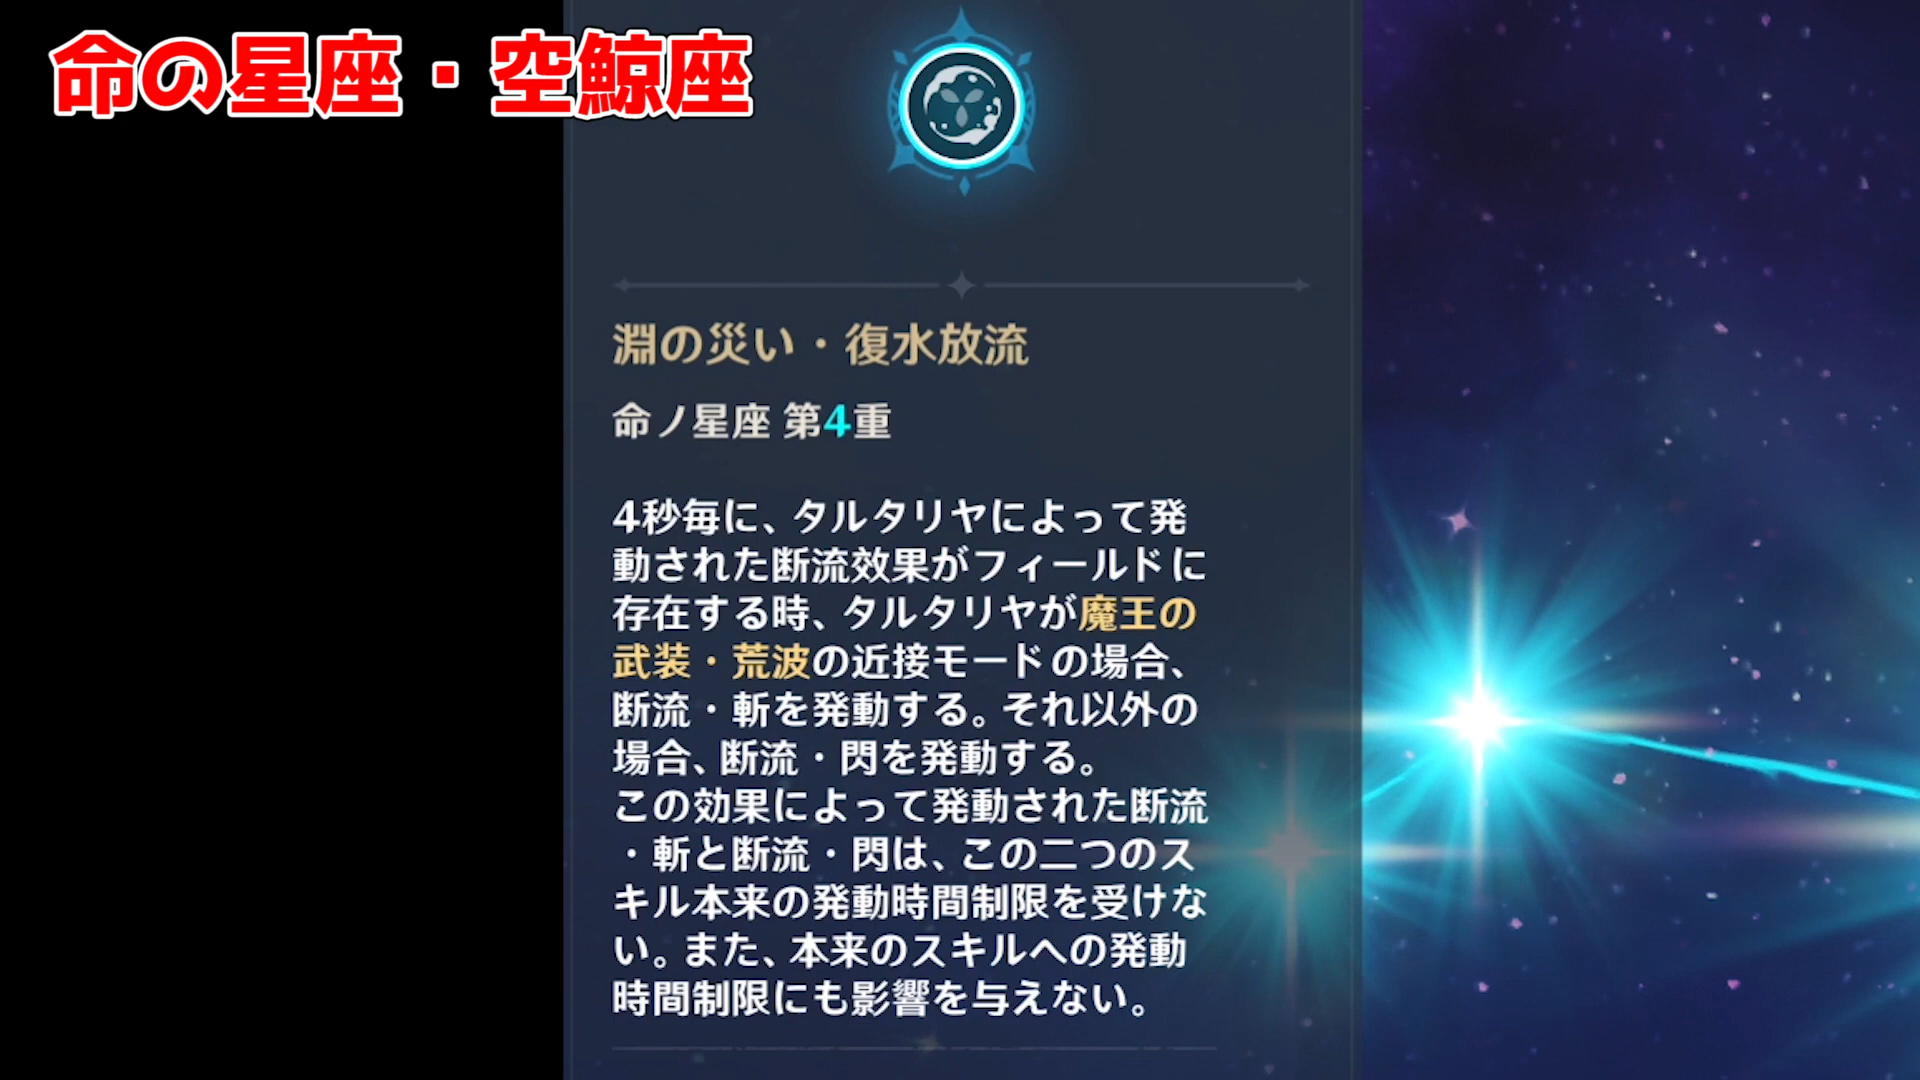 命の星座・空鯨座
淵の災い・復水放流
命ノ星座 第4重
4秒毎に、タルタリヤによって発
動された断流効果がフィールドに
存在する時、タルタリヤが魔王の
武装・荒波の近接モードの場合、
断流・斬を発動する。それ以外の
場合、断流・閃を発動する。
この効果によって発動された断流
・斬と断流・閃は、この二つのス
キル本来の発動時間制限を受けな
い。また、本来のスキルへの発動
時間制限にも影響を与えない。